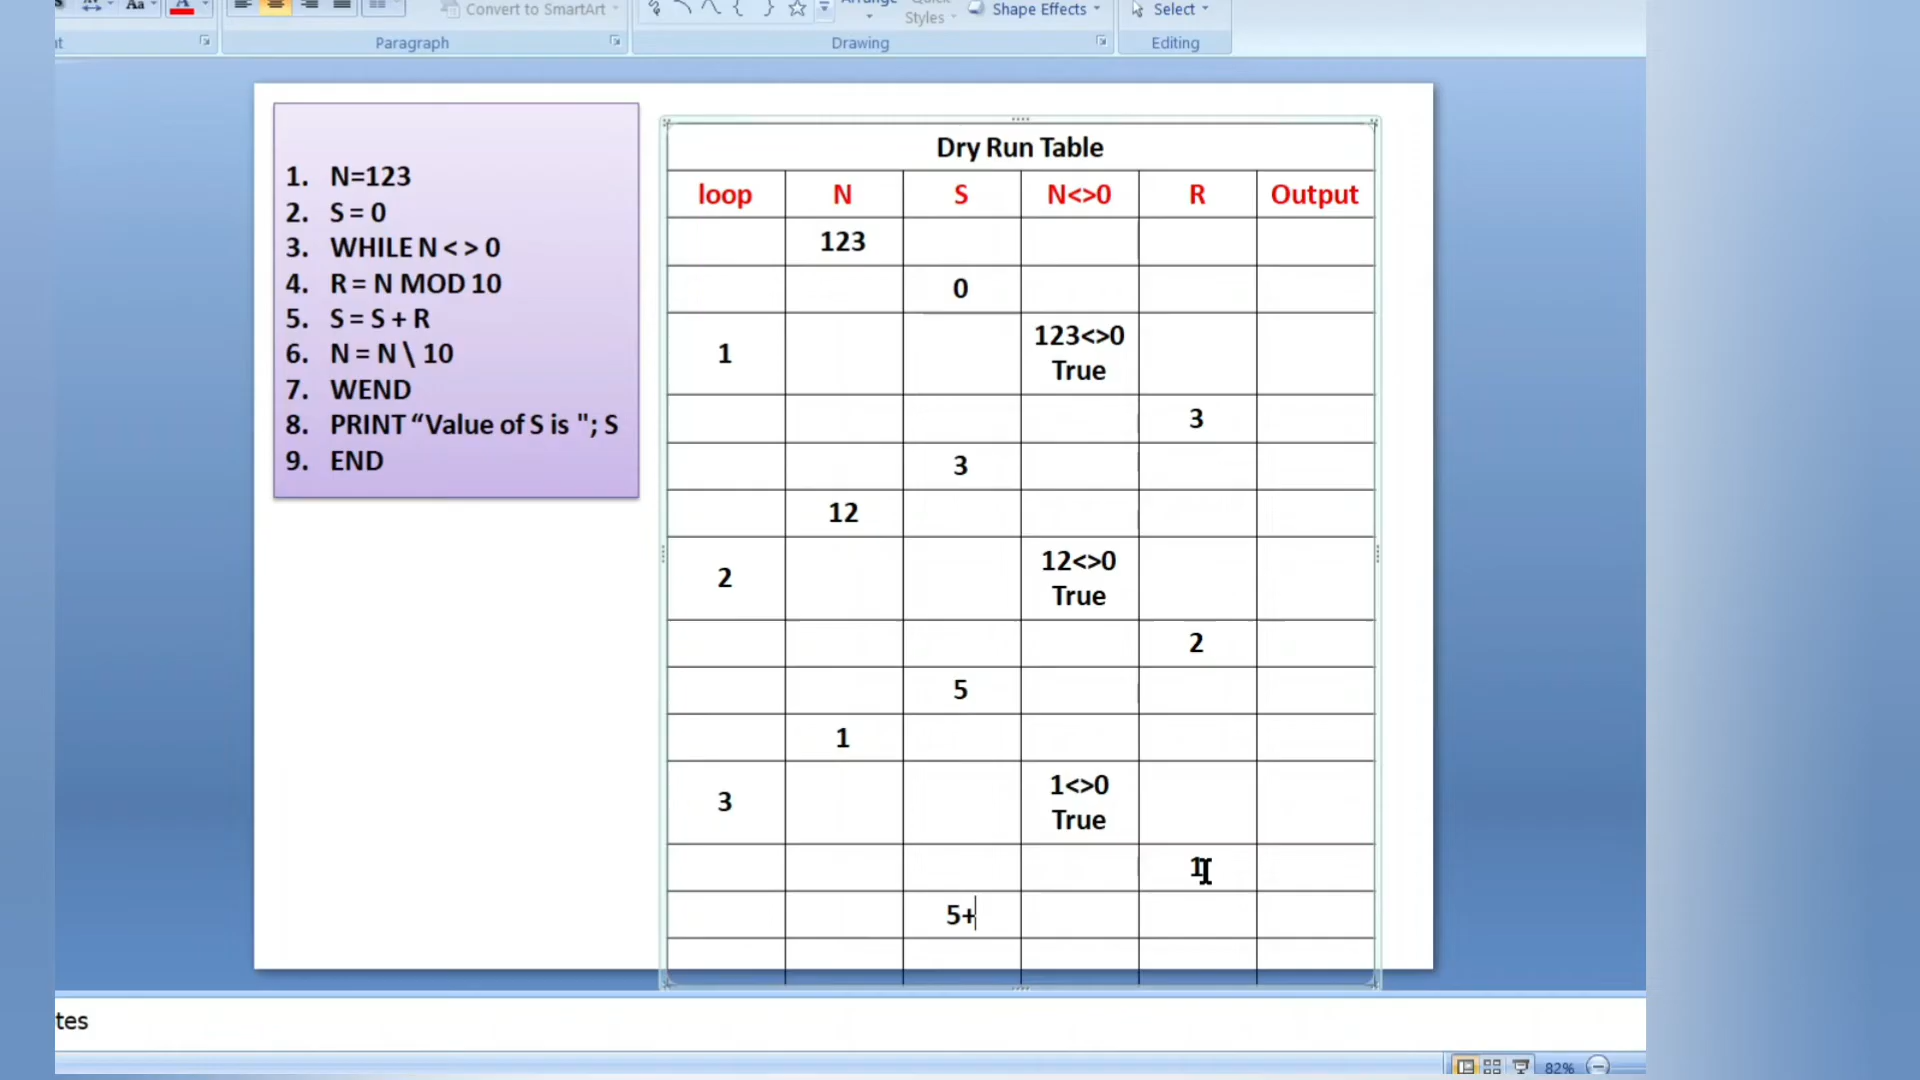 Aa
A
Convert to SmartArt
Arrange
Quick
Styles
Shape Effects
Select
Paragraph
Drawing
Editing
1. N=123
2. S = 0
3. WHILE N < > 0
4. R = N MOD 10
5. S = S + R
6. N = N \ 10
7. WEND
8. PRINT “Value of S is "; S
9. END
Dry Run Table
loop N S N<>0 R Output
123
0
1 123<>0
True
3
3
12
2 12<>0
True
2
5
1
3 1<>0
True
1
5+
tes
82%